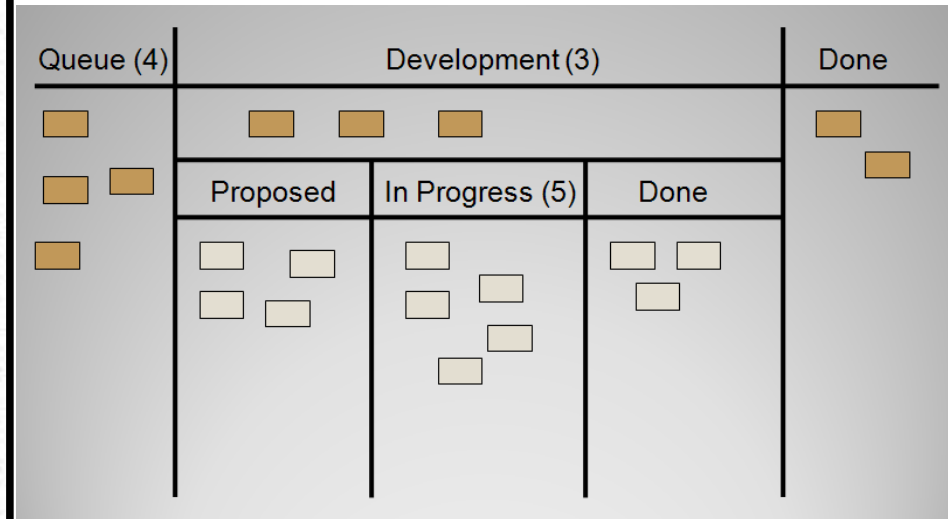 Queue (4)
Development (3)
Done
Proposed
In Progress (5)
Done